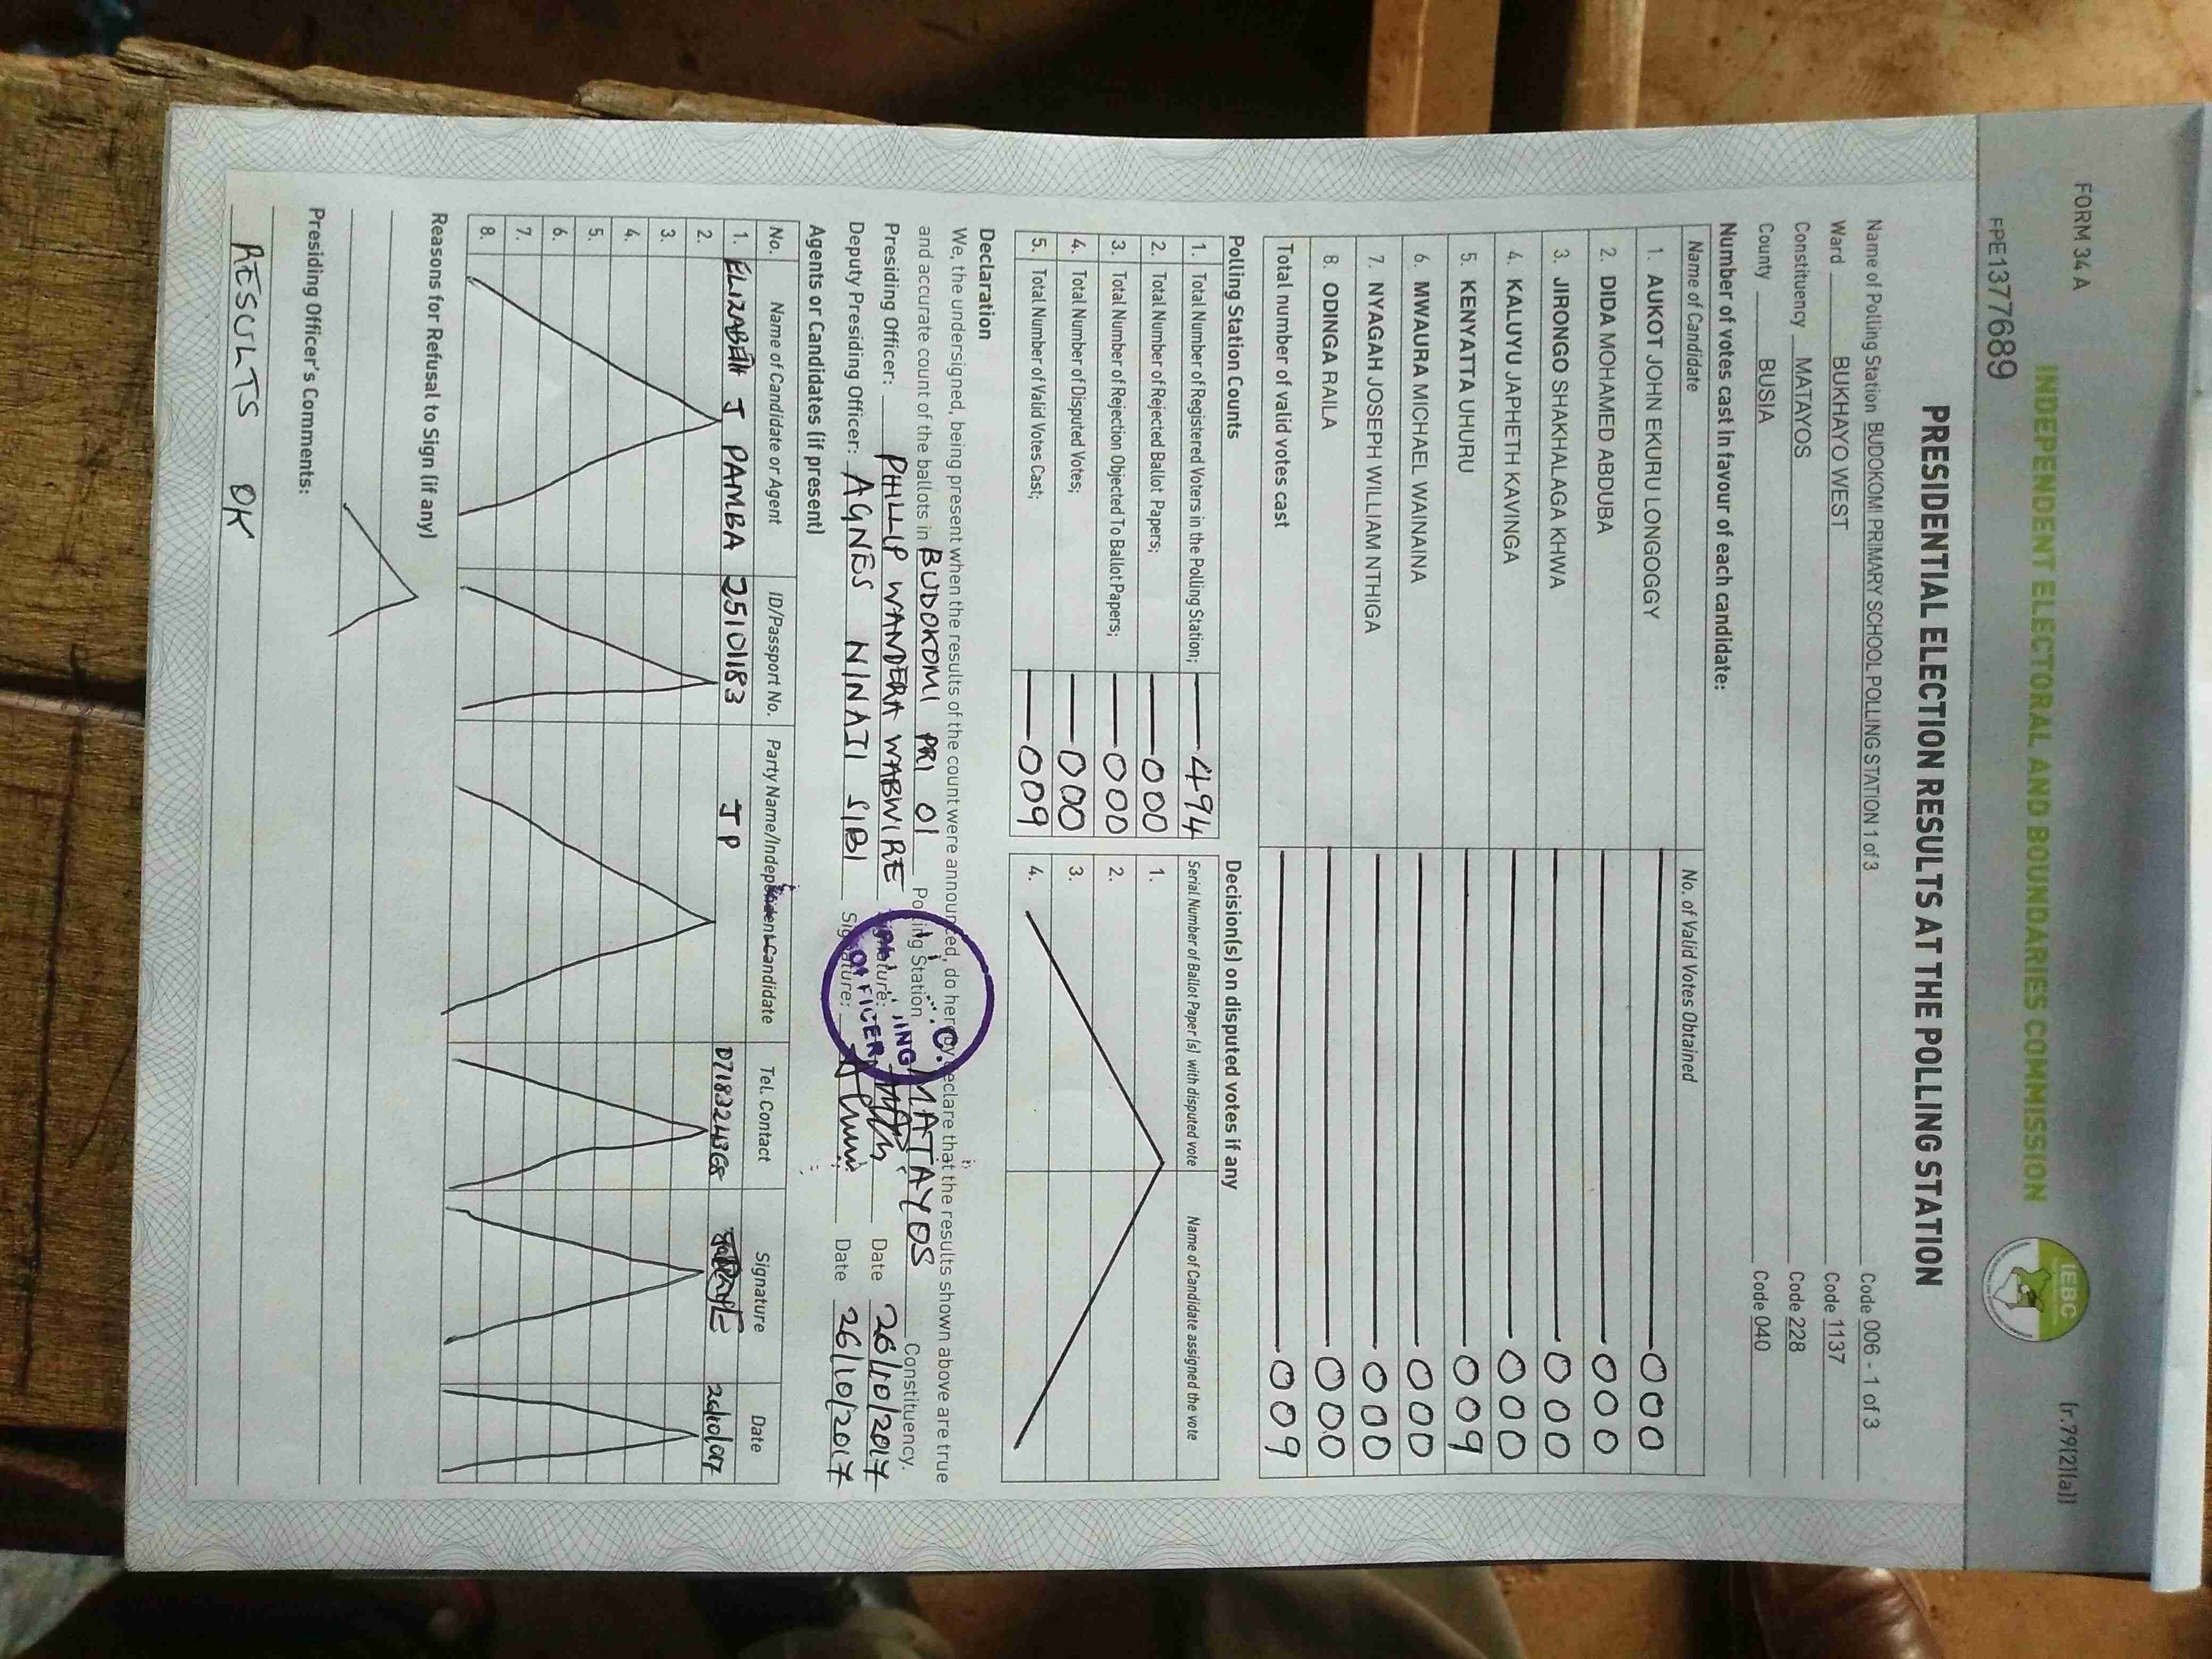 FORM 34 A
(r.79(2)(a))
INDEPENDENT ELECTORAL AND BOUNDARIES COMMISSION
IEBC
FPE1377689
PRESIDENTIAL ELECTION RESULTS AT THE POLLING STATION
Name of Polling Station BUDOKOMI PRIMARY SCHOOL POLLING STATION 1 of 3 Code 006 - 1 of 3
Ward BUKHAYO WEST Code 1137
Constituency MATAYOS Code 228
County BUSIA Code 040
Number of votes cast in favour of each candidate:
Name of Candidate No. of Valid Votes Obtained
1. AUKOT JOHN EKURU LONGOGGY 000
2. DIDA MOHAMED ABDUBA 000
3. JIRONGO SHAKHALAGA KHWA 000
4. KALUYU JAPHETH KAVINGA 000
5. KENYATTA UHURU 009
6. MWAURA MICHAEL WAINAINA 000
7. NYAGAH JOSEPH WILLIAM NTHIGA 000
8. ODINGA RAILA 000
Total number of valid votes cast 009
Polling Station Counts
1. Total Number of Registered Voters in the Polling Station; 494
2. Total Number of Rejected Ballot Papers; 000
3. Total Number of Rejection Objected To Ballot Papers; 000
4. Total Number of Disputed Votes; 000
5. Total Number of Valid Votes Cast; 009
Decision(s) on disputed votes if any
Serial Number of Ballot Paper (s) with disputed vote Name of Candidate assigned the vote
1.
2.
3.
4.
Declaration
We, the undersigned, being present when the results of the count were announced, do hereby declare that the results shown above are true
and accurate count of the ballots in BUDOKOMI PRI 01 Polling Station MATAYOS Constituency.
Presiding Officer: PHILLIP WANDERA WABWIRE Signature: Date 26/10/2017
Deputy Presiding Officer: AGNES NINAJI SIBI Signature: Date 26/10/2017
OFFICER
Agents or Candidates (if present)
No. Name of Candidate or Agent ID/Passport No. Party Name/Independent Candidate Tel. Contact Signature Date
1. ELIZABETH J PAMBA 25101183 JP 26/10/017
2.
3.
4.
5.
6.
7.
8.
Reasons for Refusal to Sign (if any)
Presiding Officer's Comments:
RESULTS OK